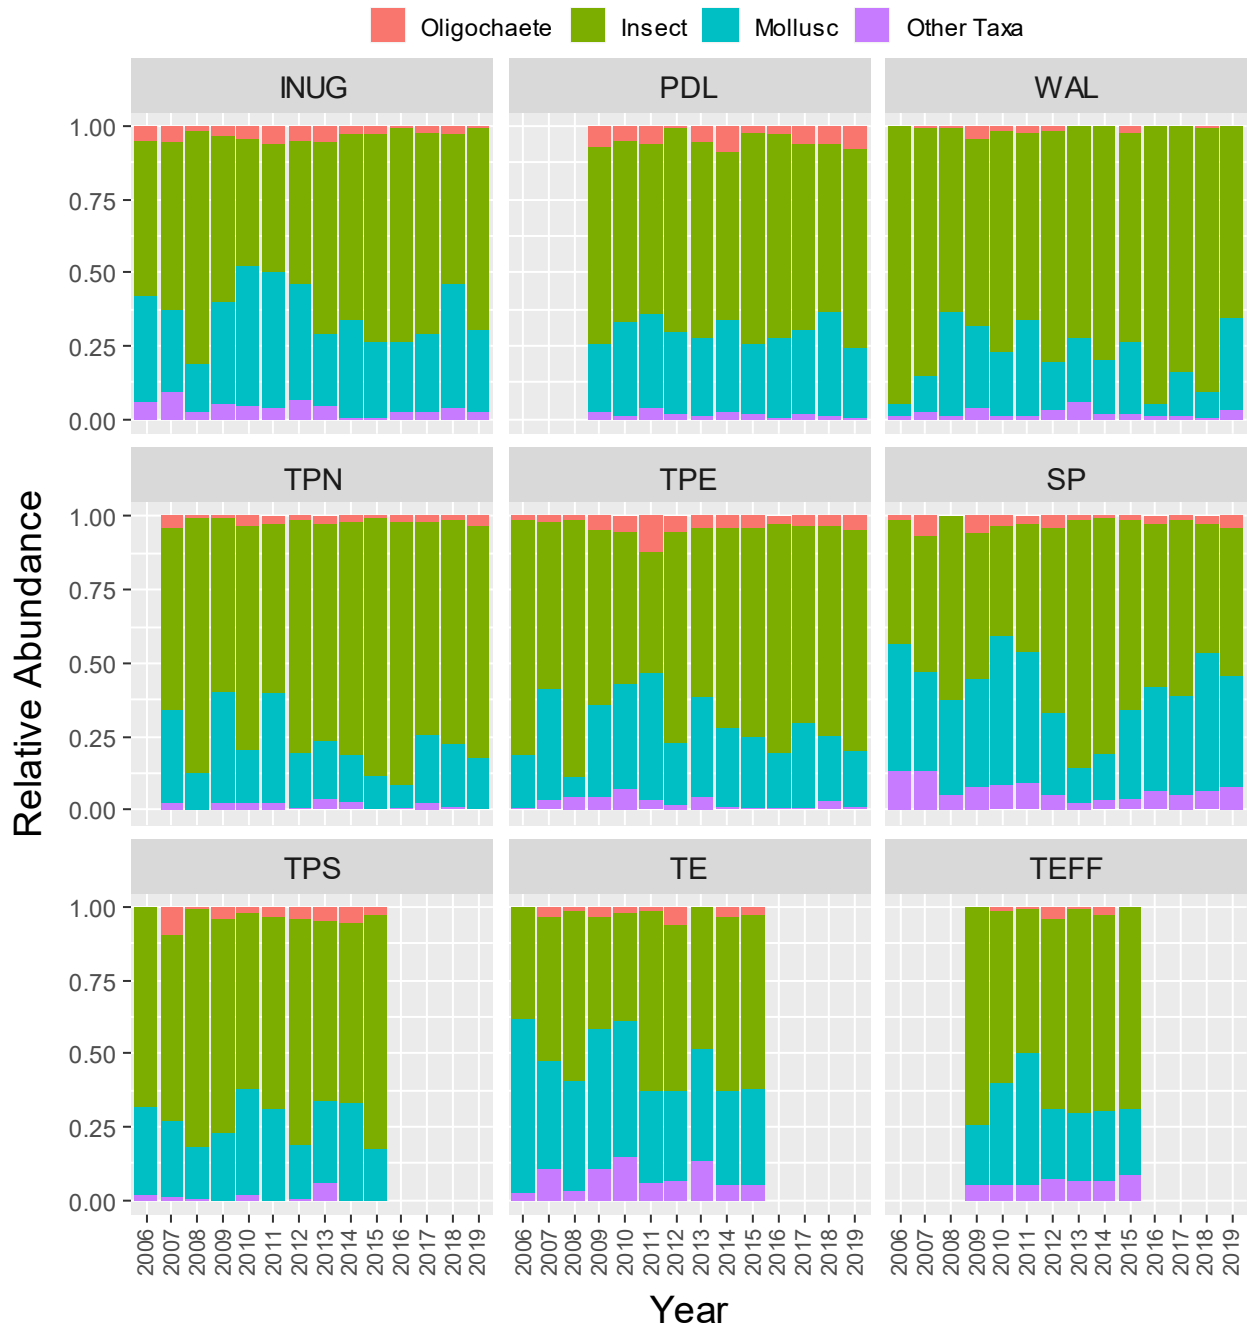 Oligochaete Insect Mollusc Other Taxa
INUG PDL WAL
1.00
0.75
0.50
0.25
0.00
TPN TPE SP
1.00
0.75
0.50
0.25
0.00
Relative Abundance
TPS TE TEFF
1.00
0.75
0.50
0.25
0.00
2006 2007 2008 2009 2010 2011 2012 2013 2014 2015 2016 2017 2018 2019 2006 2007 2008 2009 2010 2011 2012 2013 2014 2015 2016 2017 2018 2019 2006 2007 2008 2009 2010 2011 2012 2013 2014 2015 2016 2017 2018 2019
Year